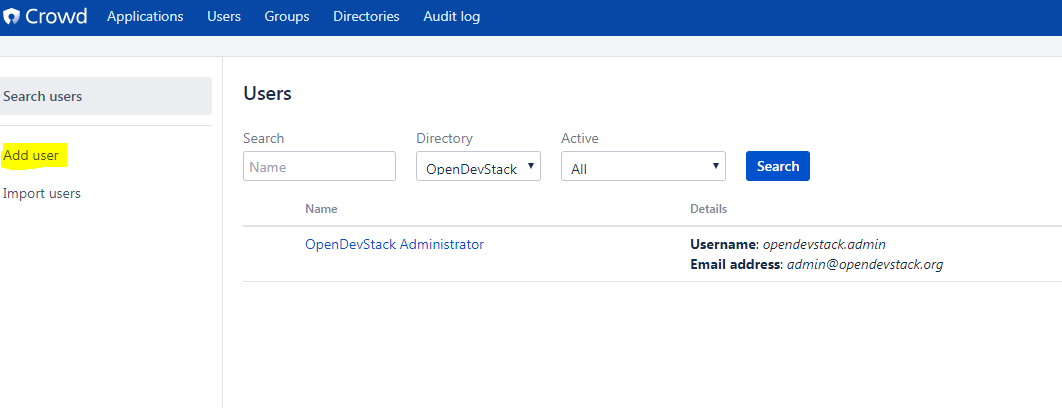 Crowd Applications Users Groups Directories Audit log
Search users
Add user
Import users
Users
Search Directory Active
Name OpenDevStack All Search
Name Details
OpenDevStack Administrator Username: opendevstack.admin
Email address: admin@opendevstack.org